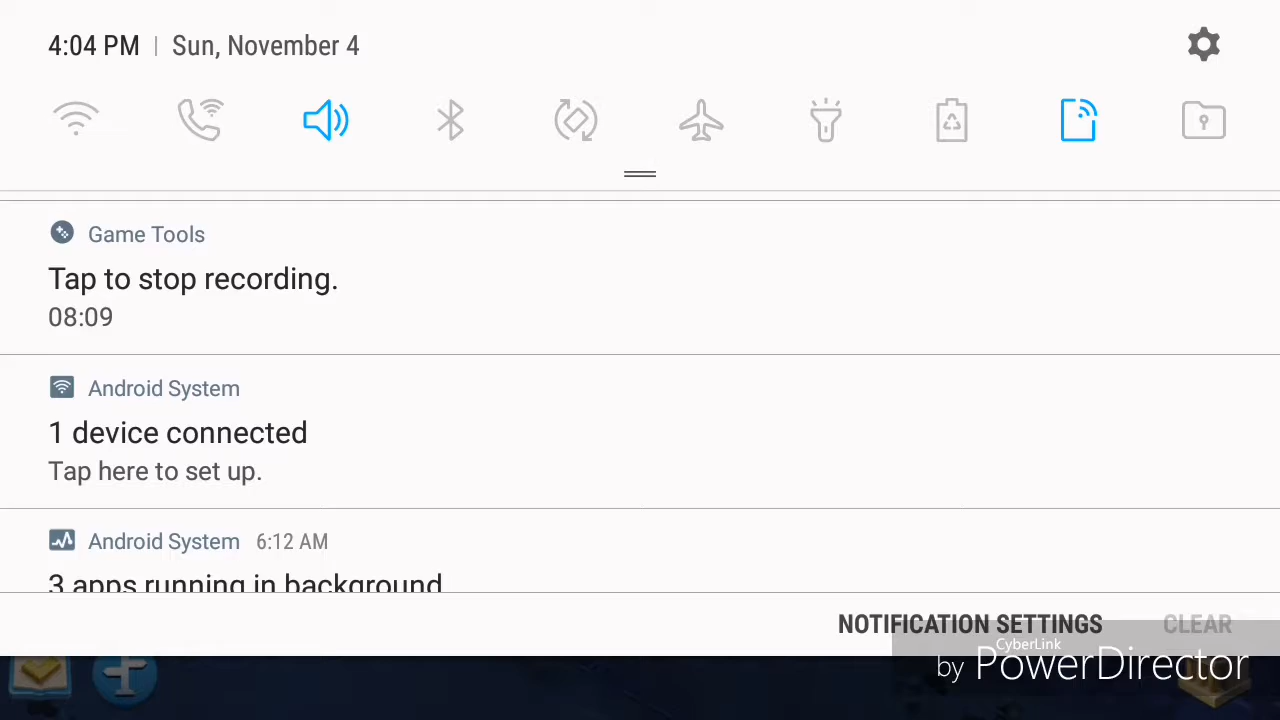 4:04 PM | Sun, November 4
Game Tools
Tap to stop recording.
08:09
Android System
1 device connected
Tap here to set up.
Android System 6:12 AM
3 apps running in background
NOTIFICATION SETTINGS CLEAR
CyberLink
by PowerDirector